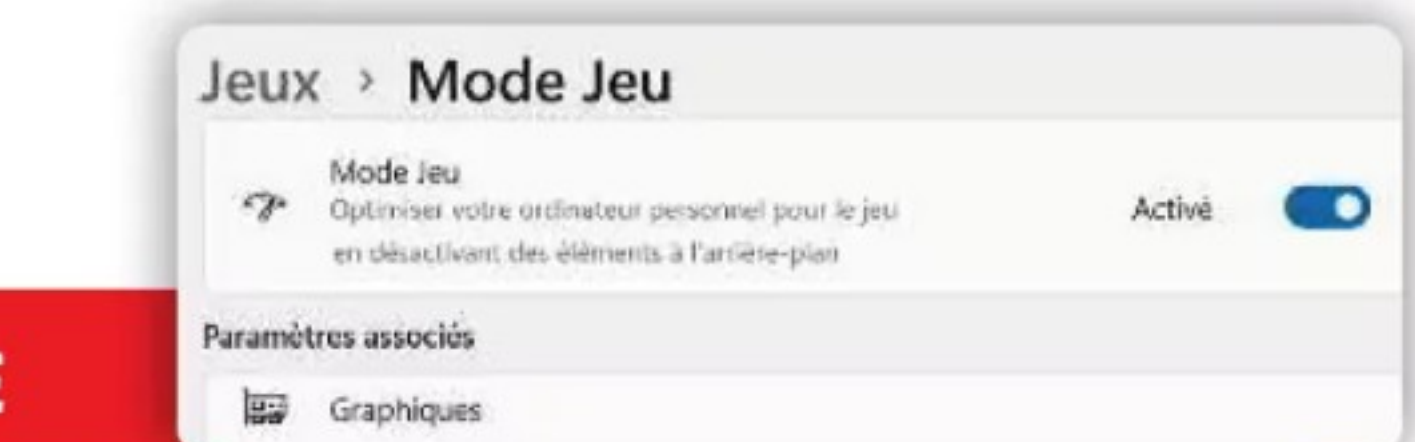 Jeux > Mode Jeu
Mode Jeu
Optimiser votre ordinateur personnel pour le jeu
Activé
en désactivant des éléments à l'arrière-plan
Paramètres associés
Graphiques